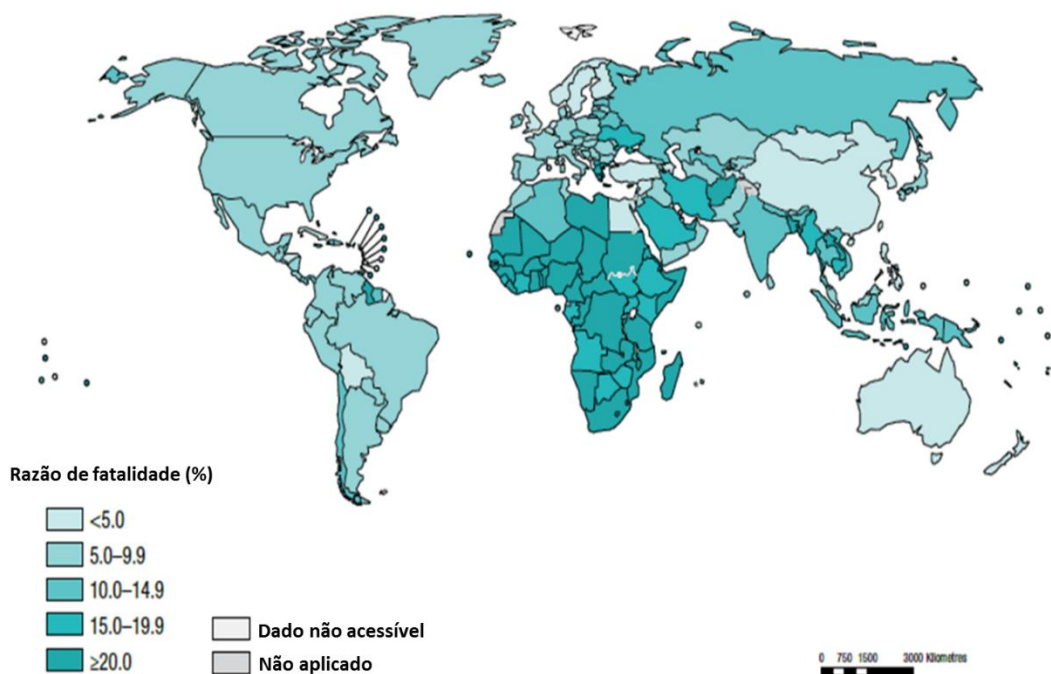 Razão de fatalidade (%)
<5.0
5.0–9.9
10.0–14.9
15.0–19.9
≥20.0
Dado não acessível
Não aplicado
0 750 1500 3000 Kilometres